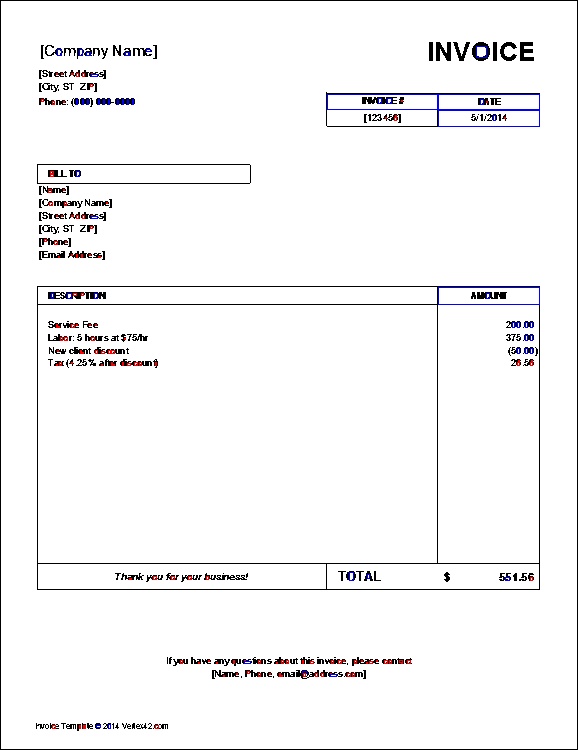 [Company Name]
INVOICE
[Street Address]
[City, ST  ZIP]
Phone: (000) 000-0000
INVOICE #
DATE
[123456]
5/1/2014
BILL TO
[Name]
[Company Name]
[Street Address]
[City, ST  ZIP]
[Phone]
[Email Address]
DESCRIPTION
AMOUNT
Service Fee
200.00
Labor: 5 hours at $75/hr
375.00
New client discount
(50.00)
Tax (4.25% after discount)
26.56
Thank you for your business!
TOTAL
$ 551.56
If you have any questions about this invoice, please contact
[Name, Phone, email@address.com]
Invoice Template © 2014 Vertex42.com